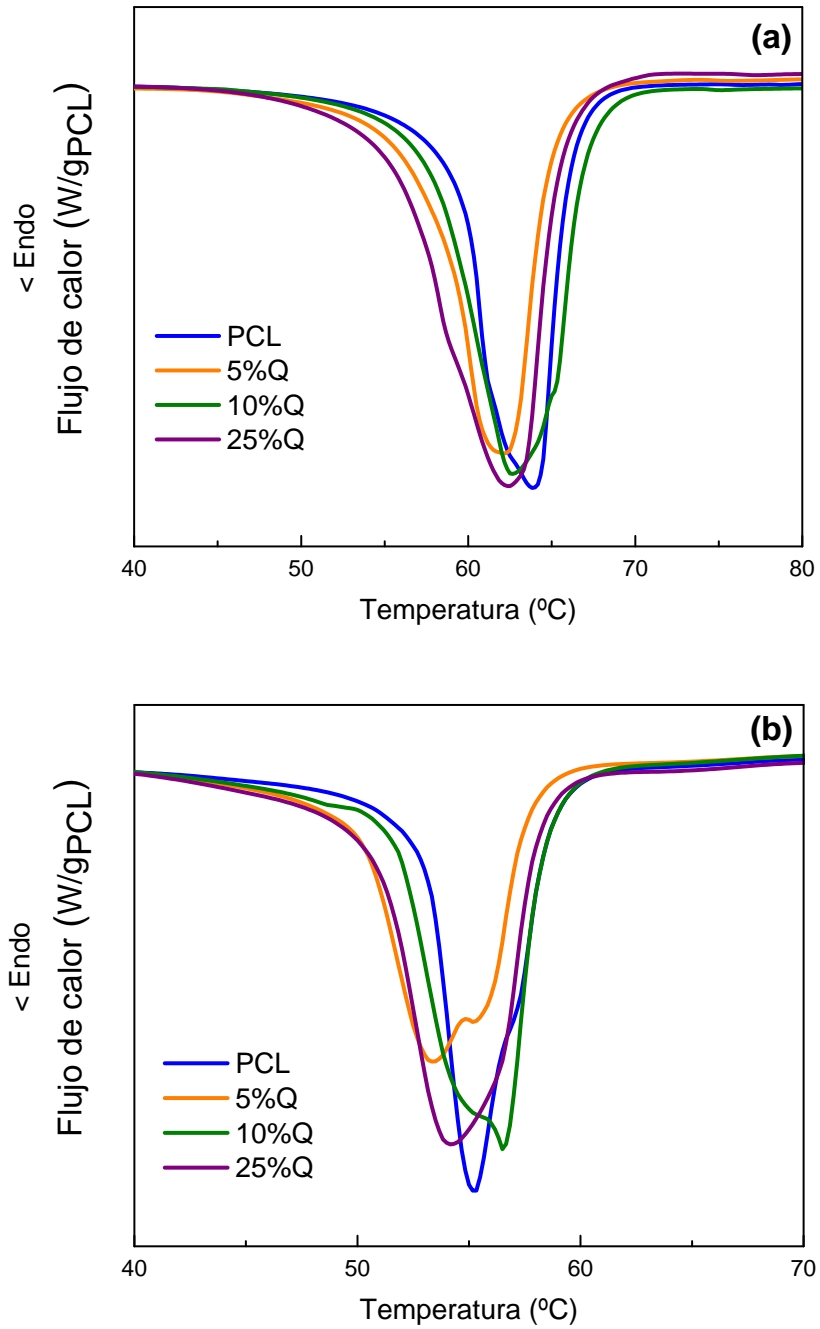 (a)
< Endo
Flujo de calor (W/gPCL)
PCL
5%Q
10%Q
25%Q
40 50 60 70 80
Temperatura (ºC)
(b)
< Endo
Flujo de calor (W/gPCL)
PCL
5%Q
10%Q
25%Q
40 50 60 70
Temperatura (ºC)